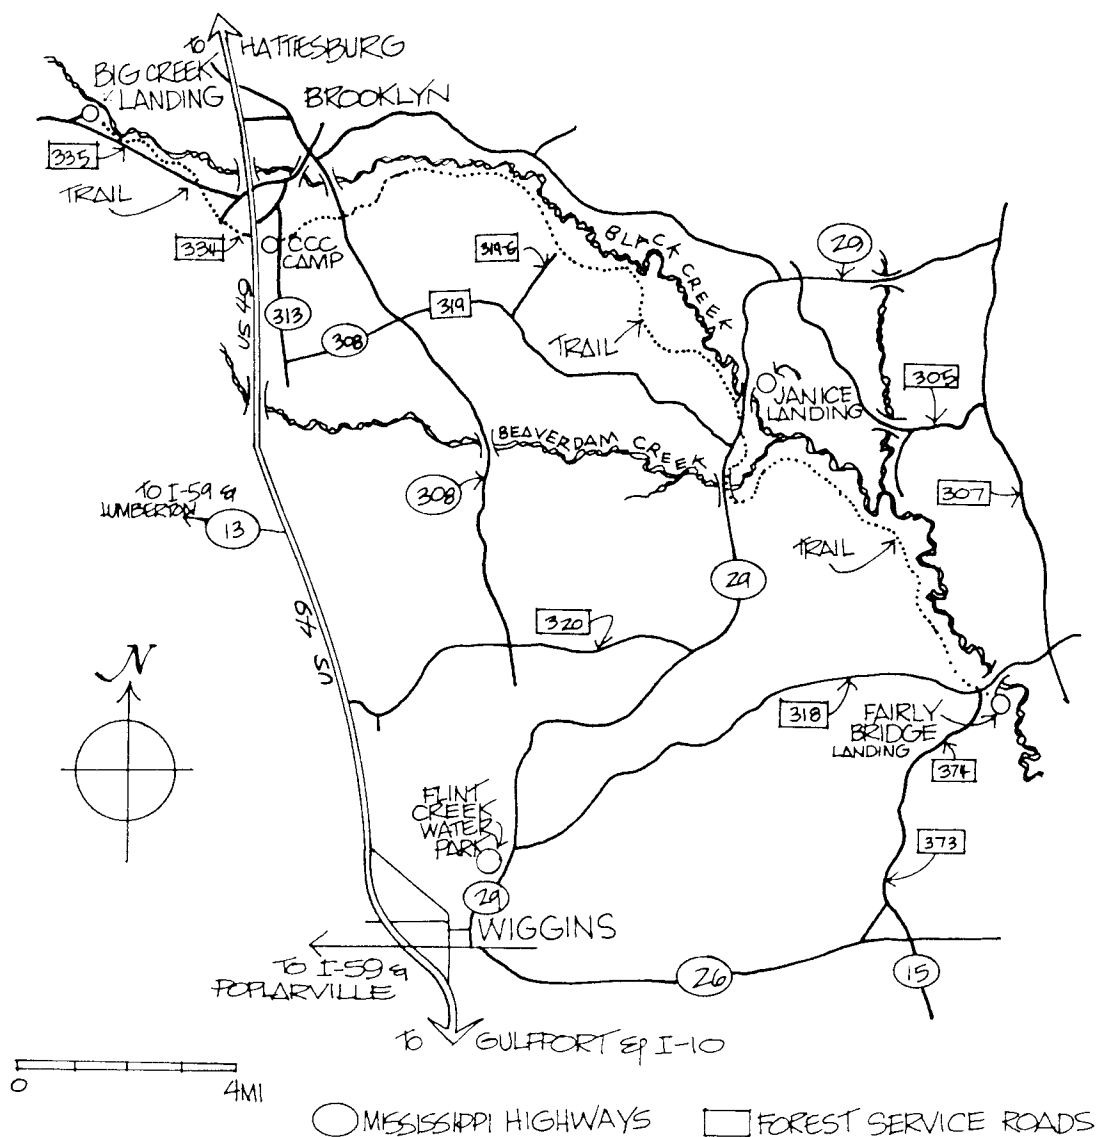 TO HATTIESBURG
BIG CREEK
LANDING
BROOKLYN
335
TRAIL
334
CCC
CAMP
BLACK CREEK
319-G
29
US 49
313
308
319
TRAIL
JANICE
LANDING
305
BEAVERDAM CREEK
308
307
TO I-59 &
LUMBERTON
13
TRAIL
29
US 49
320
N
318
FAIRLY
BRIDGE
LANDING
374
FLINT
CREEK
WATER
PARK
373
29
WIGGINS
TO I-59 &
POPLARVILLE
26
15
TO GULFPORT & I-10
0 4MI
MISSISSIPPI HIGHWAYS FOREST SERVICE ROADS